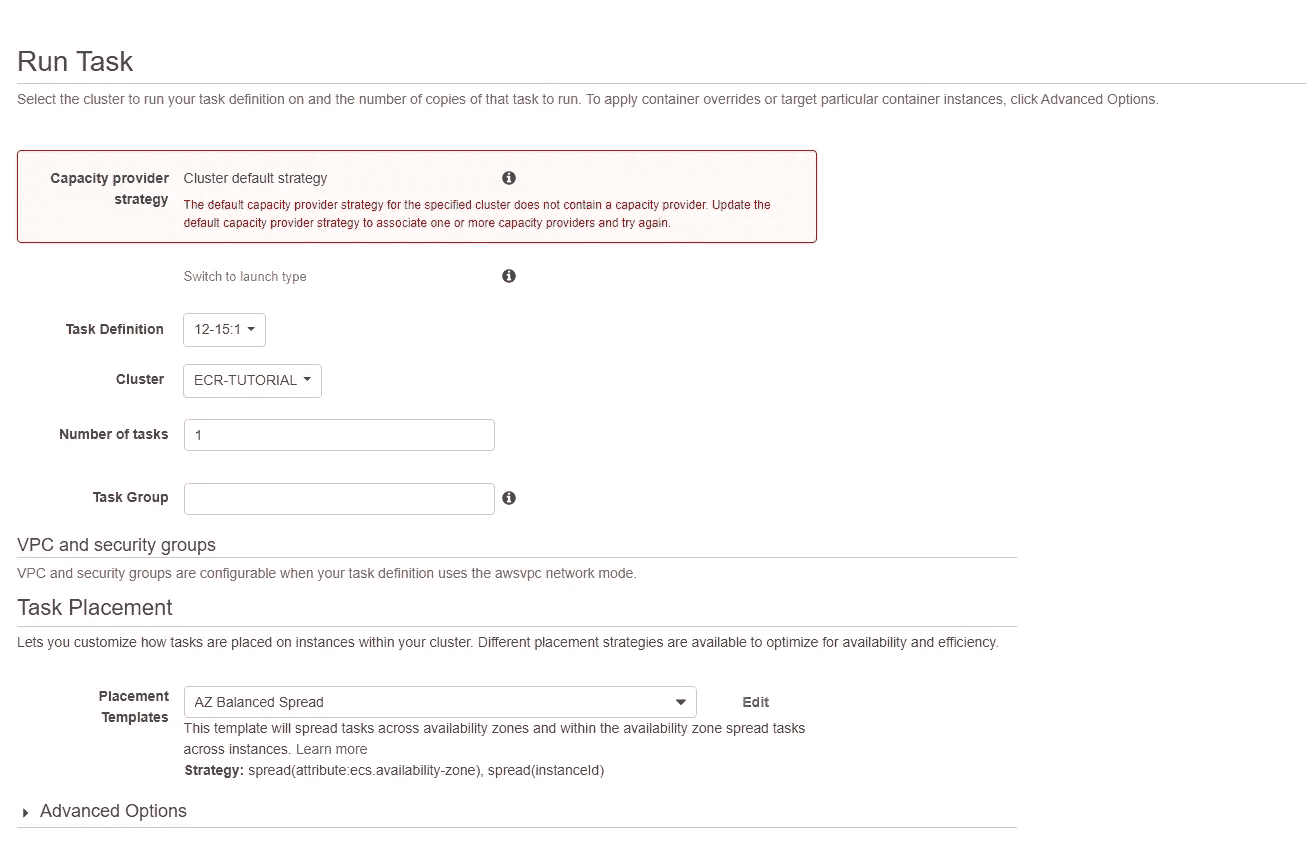 Run Task
Select the cluster to run your task definition on and the number of copies of that task to run. To apply container overrides or target particular container instances, click Advanced Options.
Capacity provider strategy Cluster default strategy
The default capacity provider strategy for the specified cluster does not contain a capacity provider. Update the
default capacity provider strategy to associate one or more capacity providers and try again.
Switch to launch type
Task Definition 12-15:1
Cluster ECR-TUTORIAL
Number of tasks 1
Task Group
VPC and security groups
VPC and security groups are configurable when your task definition uses the awsvpc network mode.
Task Placement
Lets you customize how tasks are placed on instances within your cluster. Different placement strategies are available to optimize for availability and efficiency.
Placement Templates AZ Balanced Spread Edit
This template will spread tasks across availability zones and within the availability zone spread tasks
across instances. Learn more
Strategy: spread(attribute:ecs.availability-zone), spread(instanceId)
Advanced Options